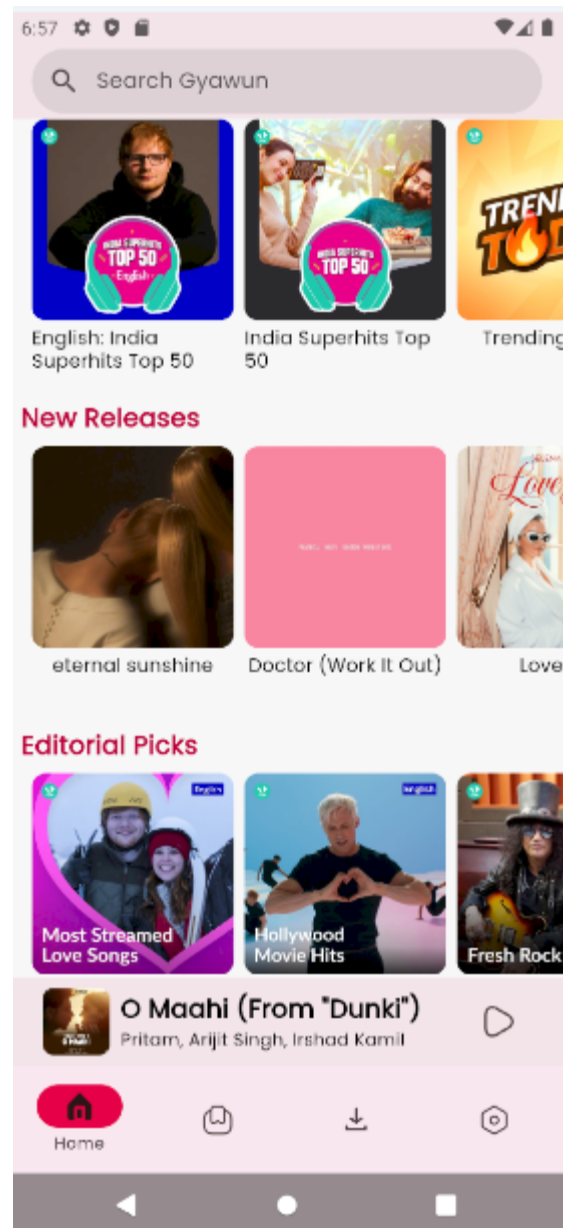 6:57
Search Gyawun
INDIA SUPERHITS
TOP 50
English
INDIA SUPERHITS
TOP 50
TREN
English: India
Superhits Top 50
India Superhits Top
50
Trending
New Releases
Love
eternal sunshine
Doctor (Work It Out)
Love
Editorial Picks
English
English
Most Streamed
Love Songs
Hollywood
Movie Hits
Fresh Rock
O Maahi (From "Dunki")
Pritam, Arijit Singh, Irshad Kamil
Home